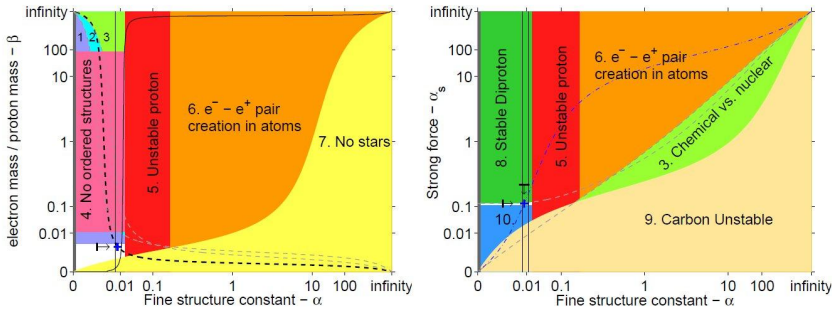 infinity
100
10
1
0.1
0.01
0
electron mass / proton mass – β
1
2
3
4. No ordered structures
5. Unstable proton
6. e⁻ – e⁺ pair
creation in atoms
7. No stars
0
0.01
0.1
1
10
100
infinity
Fine structure constant – α
infinity
100
10
1
0.1
0.01
0
Strong force – αₛ
8. Stable Diproton
5. Unstable proton
6. e⁻ – e⁺ pair
creation in atoms
3. Chemical vs. nuclear
10.
9. Carbon Unstable
0
0.01
0.1
1
10
100
infinity
Fine structure constant – α